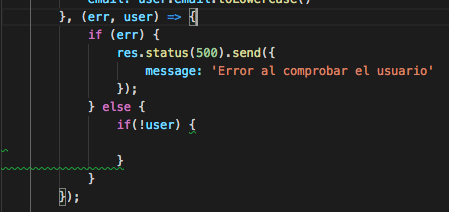 email: user.email.toLowerCase()
}, (err, user) => {
if (err) {
res.status(500).send({
message: 'Error al comprobar el usuario'
});
} else {
if(!user) {
}
}
});